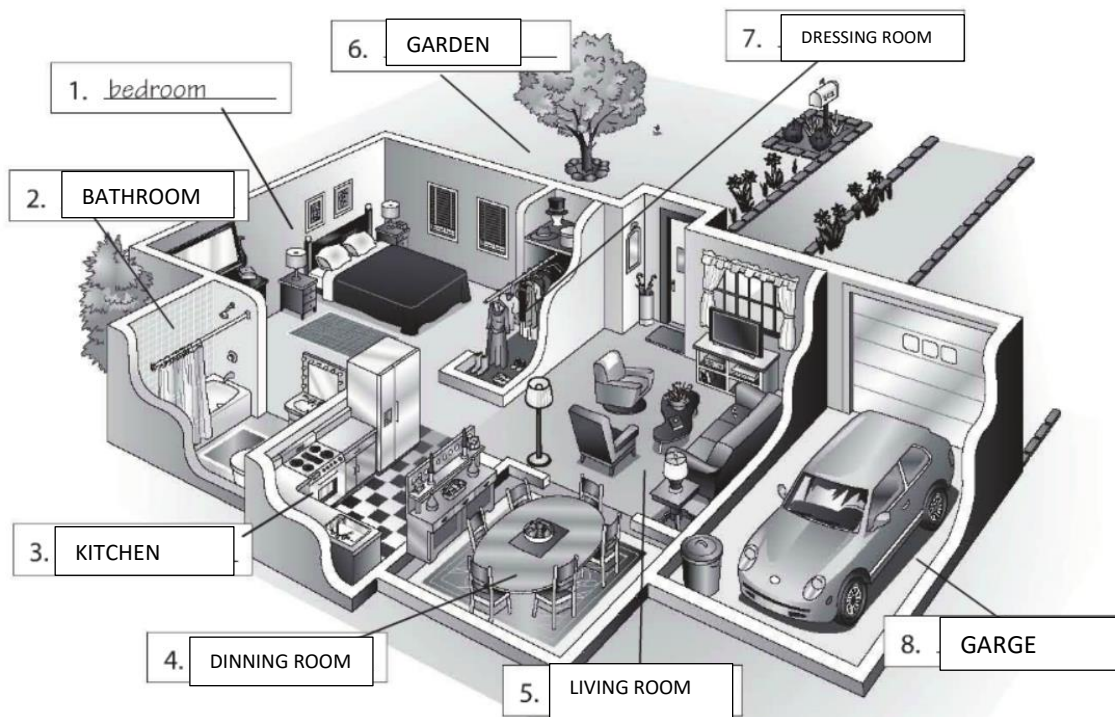 1. bedroom
2. BATHROOM
3. KITCHEN
4. DINNING ROOM
5. LIVING ROOM
6. GARDEN
7. DRESSING ROOM
8. GARGE